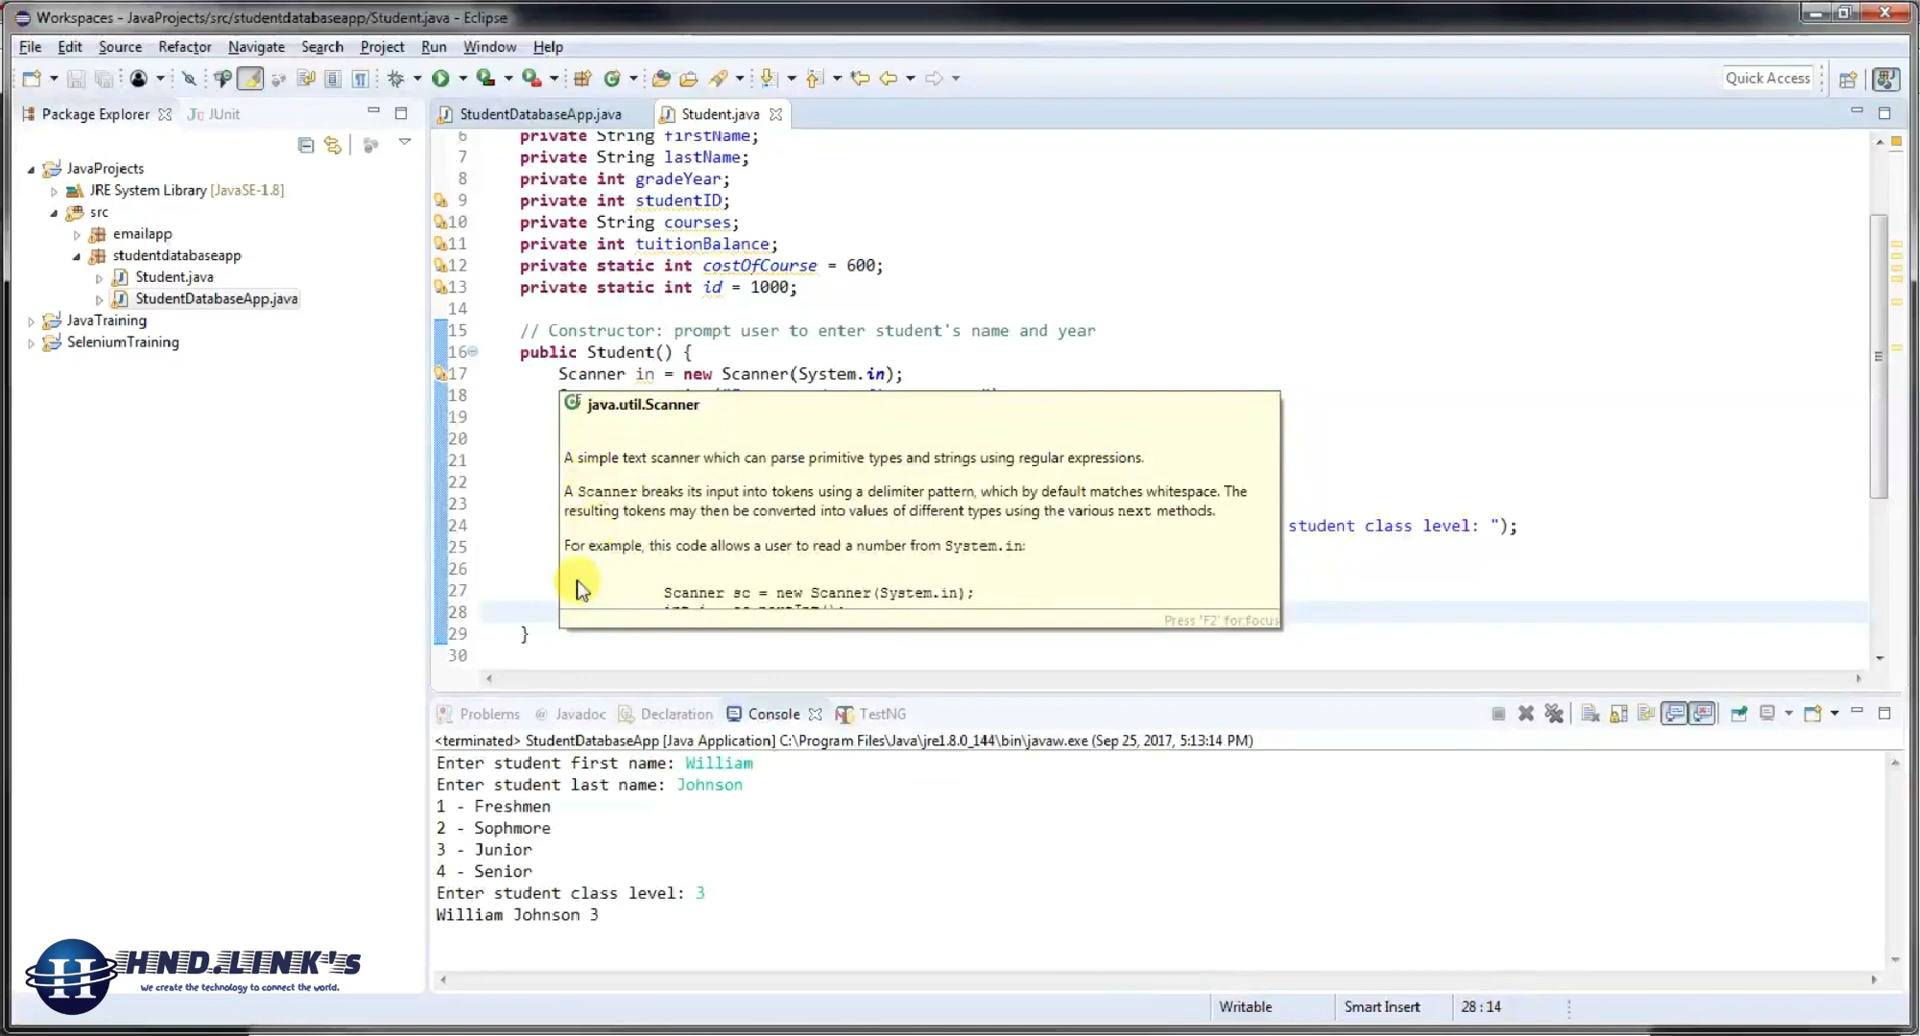 Workspaces - JavaProjects/src/studentdatabaseapp/Student.java - Eclipse
File Edit Source Refactor Navigate Search Project Run Window Help
Quick Access
Package Explorer JUnit
StudentDatabaseApp.java Student.java
JavaProjects
JRE System Library [JavaSE-1.8]
src
emailapp
studentdatabaseapp
Student.java
StudentDatabaseApp.java
JavaTraining
SeleniumTraining
6 private String firstName;
7 private String lastName;
8 private int gradeYear;
9 private int studentID;
10 private String courses;
11 private int tuitionBalance;
12 private static int costOfCourse = 600;
13 private static int id = 1000;
14
15 // Constructor: prompt user to enter student's name and year
16 public Student() {
17 Scanner in = new Scanner(System.in);
18
19
20
21
22
23
24 student class level: ");
25
26
27
28
29 }
30
java.util.Scanner
A simple text scanner which can parse primitive types and strings using regular expressions.
A Scanner breaks its input into tokens using a delimiter pattern, which by default matches whitespace. The
resulting tokens may then be converted into values of different types using the various next methods.
For example, this code allows a user to read a number from System.in:
Scanner sc = new Scanner(System.in);
Press 'F2' for focus
Problems @ Javadoc Declaration Console TestNG
<terminated> StudentDatabaseApp [Java Application] C:\Program Files\Java\jre1.8.0_144\bin\javaw.exe (Sep 25, 2017, 5:13:14 PM)
Enter student first name: William
Enter student last name: Johnson
1 - Freshmen
2 - Sophmore
3 - Junior
4 - Senior
Enter student class level: 3
William Johnson 3
HND.LINK's
we create the technology to connect the world.
Writable Smart Insert 28 : 14